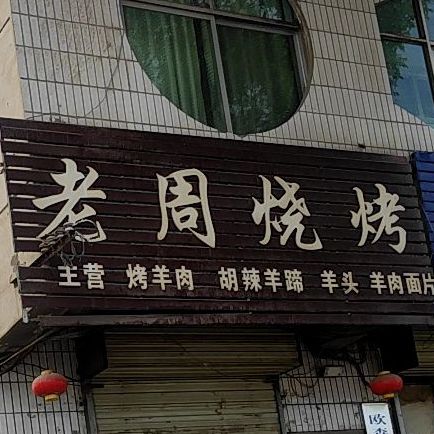 老周烧烤
主营 烤羊肉 胡辣羊蹄 羊头 羊肉面片
欧